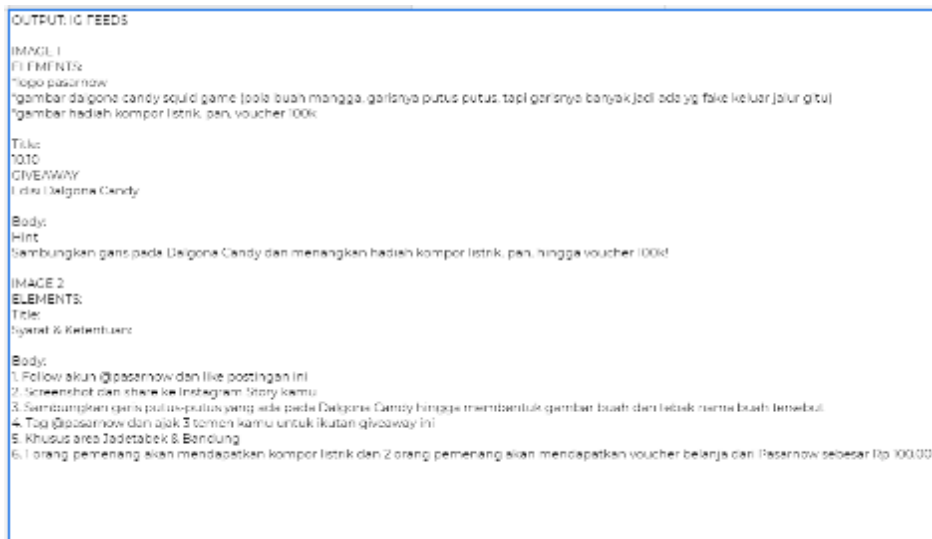 OUTPUT: IG FEEDS
IMAGE 1
ELEMENTS:
*logo pasarnow
*gambar dalgona candy squid game (pola buah mangga, garisnya putus putus, tapi garisnya banyak jadi ada yg fake keluar jalur gitu)
*gambar hadiah kompor listrik, pan, voucher 100k
Title:
10.10
GIVEAWAY
Edisi Dalgona Candy
Body:
Hint
Sambungkan garis pada Dalgona Candy dan menangkan hadiah kompor listrik, pan, hingga voucher 100k!
IMAGE 2
ELEMENTS:
Title:
Syarat & Ketentuan:
Body:
1. Follow akun @pasarnow dan like postingan ini
2. Screenshot dan share ke Instagram Story kamu
3. Sambungkan garis putus-putus yang ada pada Dalgona Candy hingga membentuk gambar buah dan tebak nama buah tersebut
4. Tag @pasarnow dan ajak 3 temen kamu untuk ikutan giveaway ini
5. Khusus area Jadetabek & Bandung
6. 1 orang pemenang akan mendapatkan kompor listrik dan 2 orang pemenang akan mendapatkan voucher belanja dari Pasarnow sebesar Rp 100.00